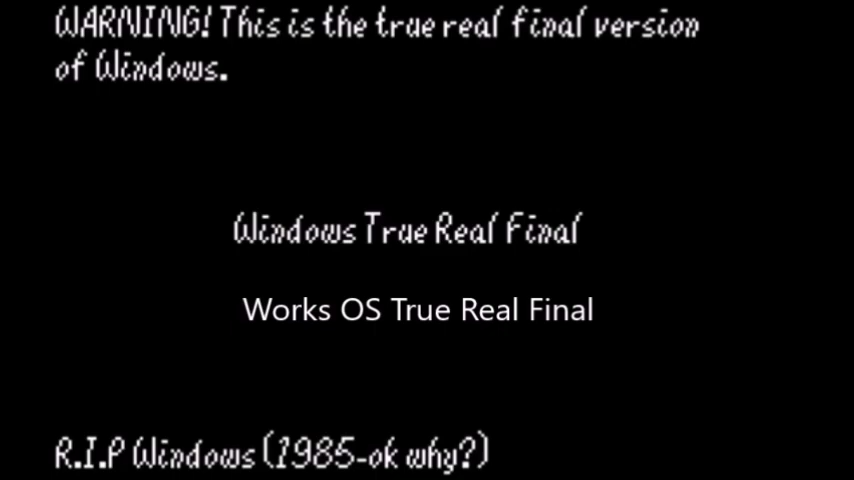 WARNING! This is the true real final version
of Windows.
Windows True Real Final
Works OS True Real Final
R.I.P Windows (1985-ok why?)